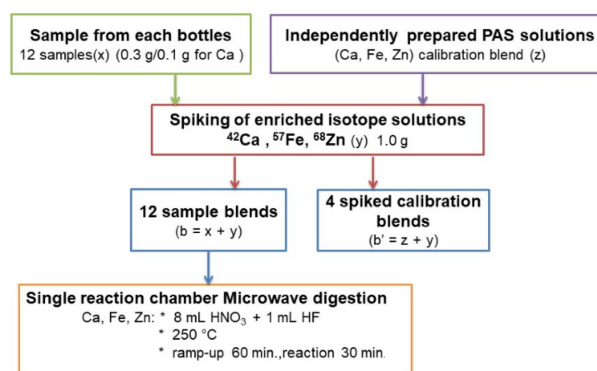 Sample from each bottles
12 samples(x) (0.3 g/0.1 g for Ca )
Independently prepared PAS solutions
(Ca, Fe, Zn) calibration blend (z)
Spiking of enriched isotope solutions
⁴²Ca , ⁵⁷Fe, ⁶⁸Zn (y) 1.0 g
12 sample blends
(b = x + y)
4 spiked calibration
blends
(b' = z + y)
Single reaction chamber Microwave digestion
Ca, Fe, Zn: * 8 mL HNO₃ + 1 mL HF
* 250 °C
* ramp-up 60 min.,reaction 30 min.